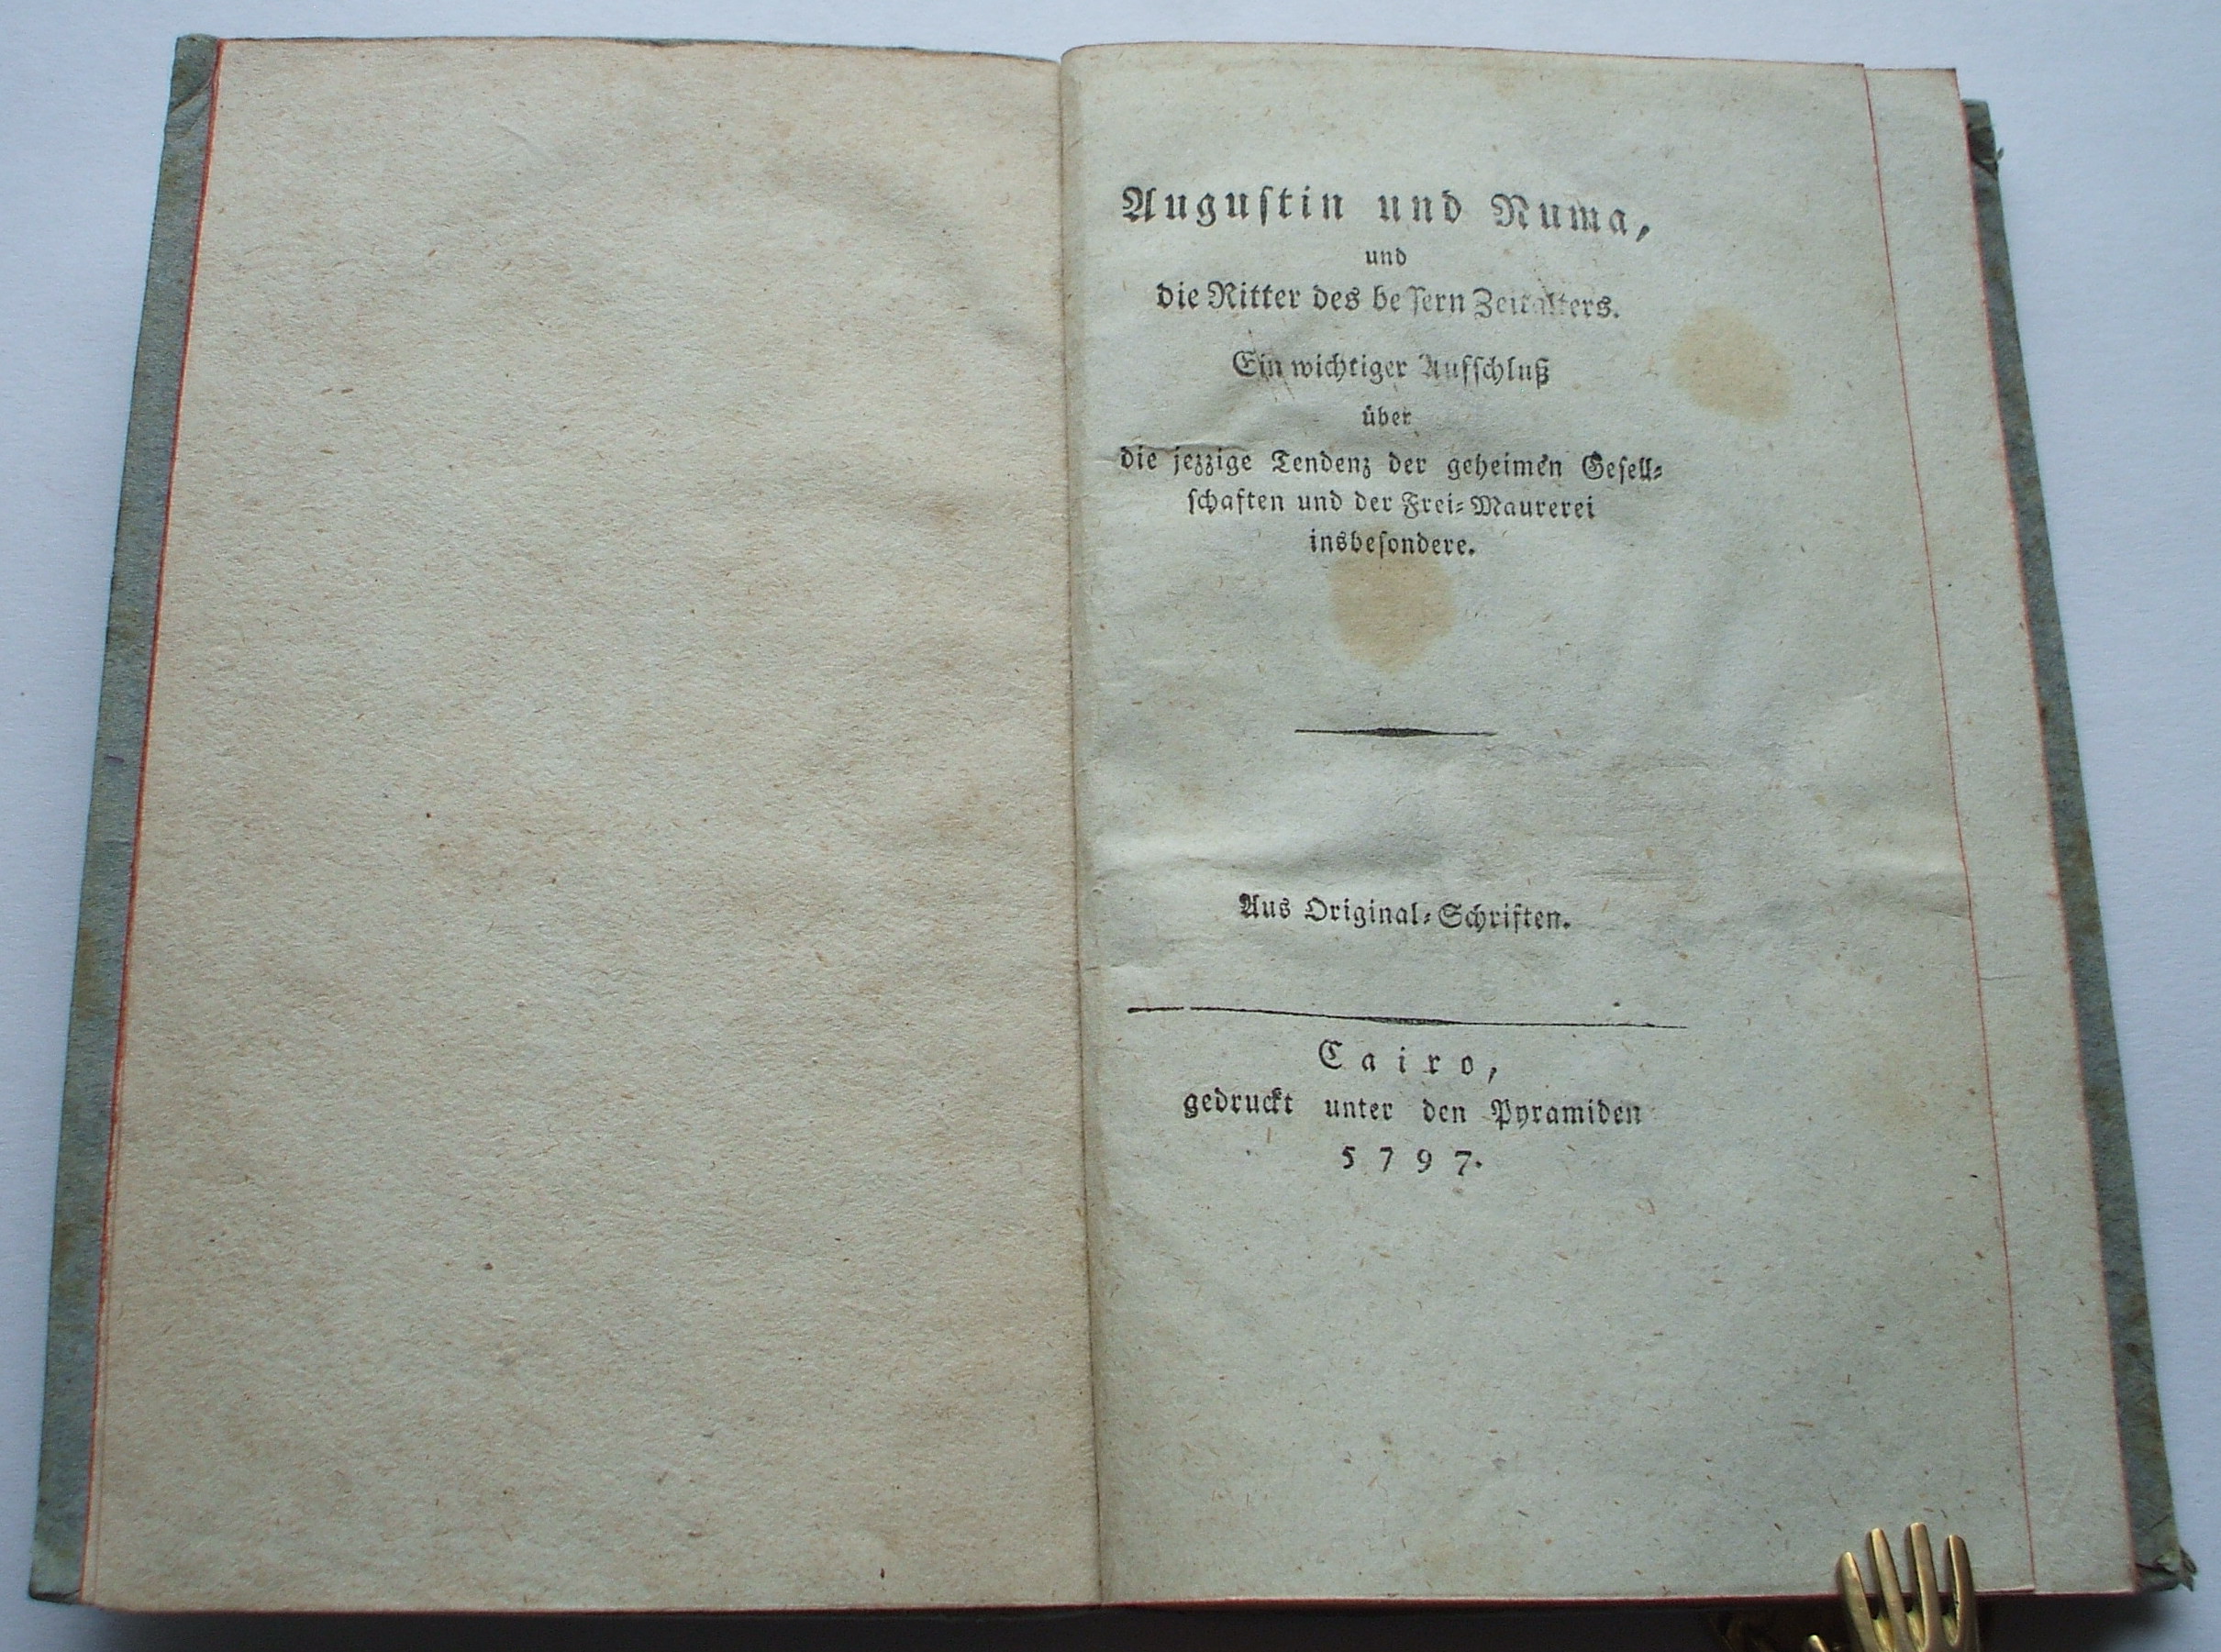 Augustin und Numa,
und
die Ritter des bessern Zeitalters.
Ein wichtiger Aufschluß
über
die jezzige Tendenz der geheimen Gesell-
schaften und der Frei-Maurerei
insbesondere.
Aus Original-Schriften.
Cairo,
gedruckt unter den Pyramiden
5797.